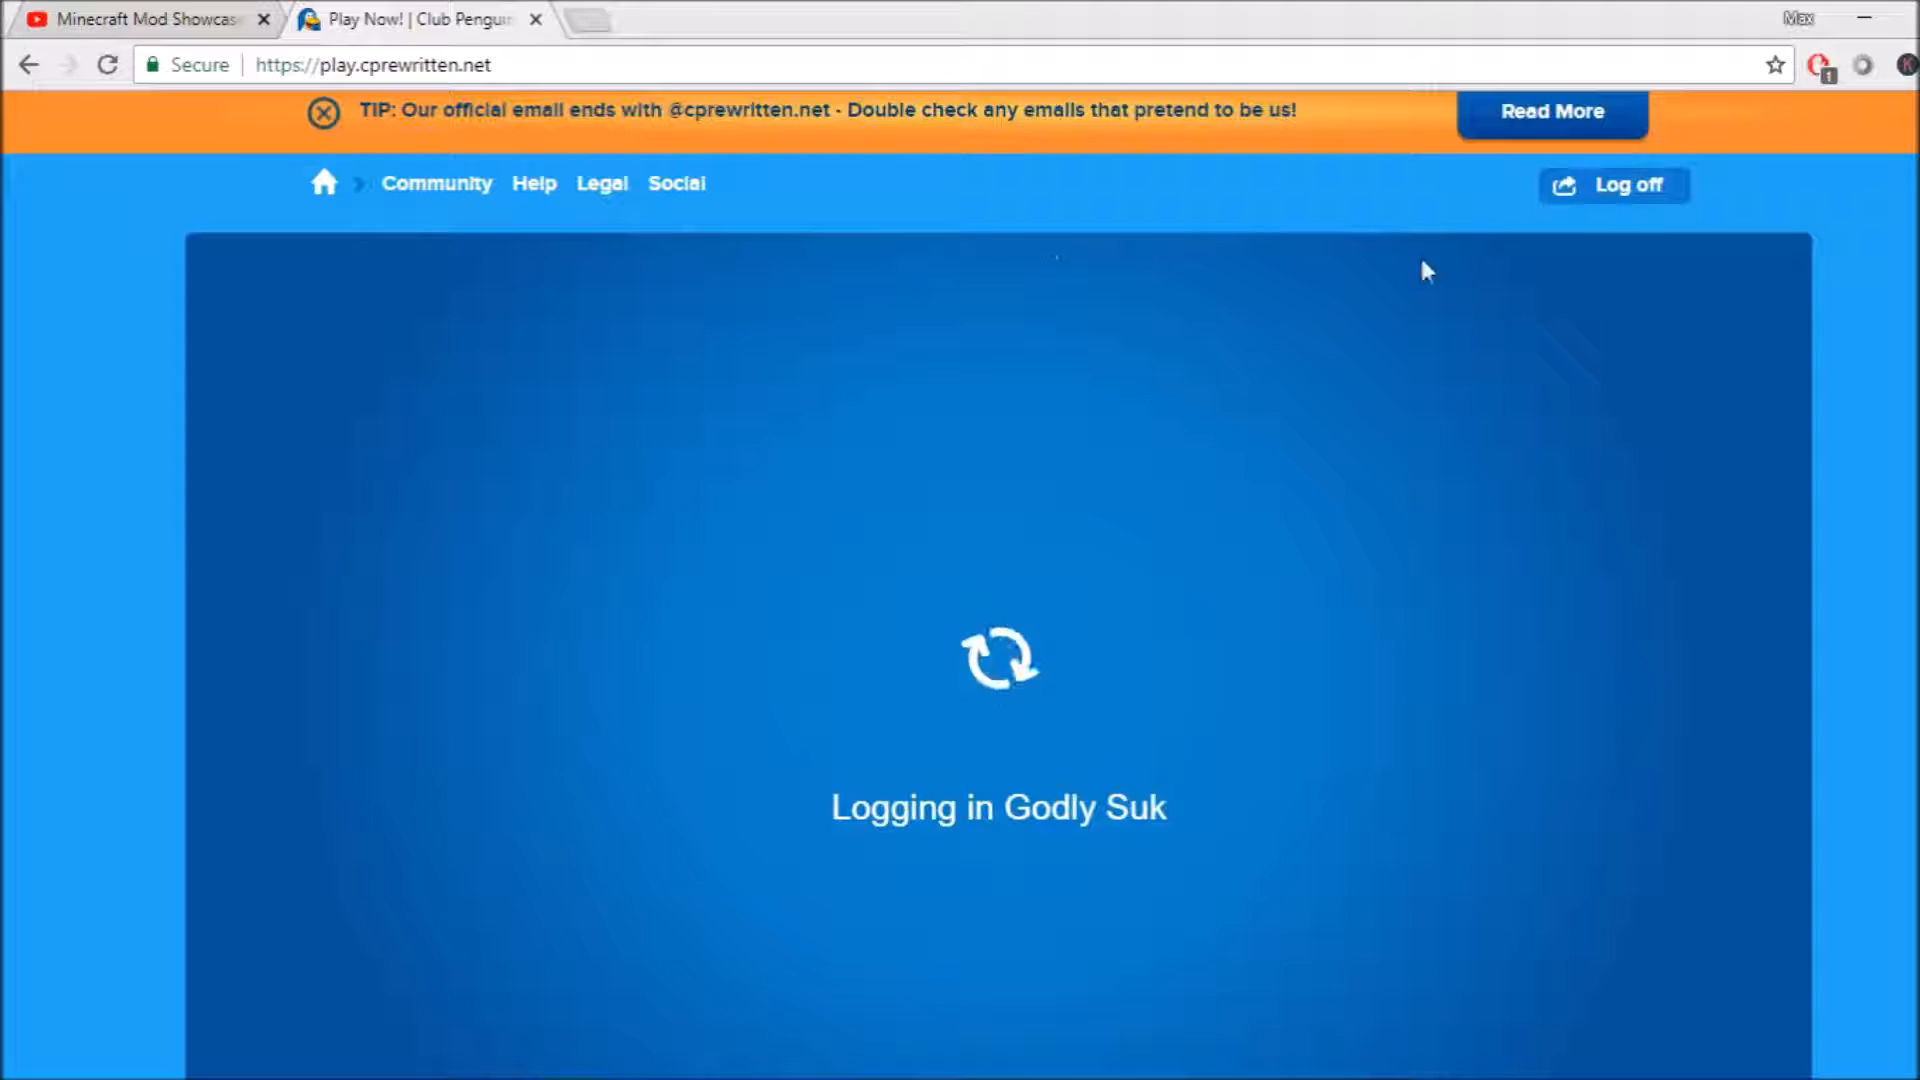 Minecraft Mod Showcas
Play Now! | Club Pengui
Max
Secure https://play.cprewritten.net
1
K
TIP: Our official email ends with @cprewritten.net - Double check any emails that pretend to be us!
Read More
Community Help Legal Social
Log off
Logging in Godly Suk